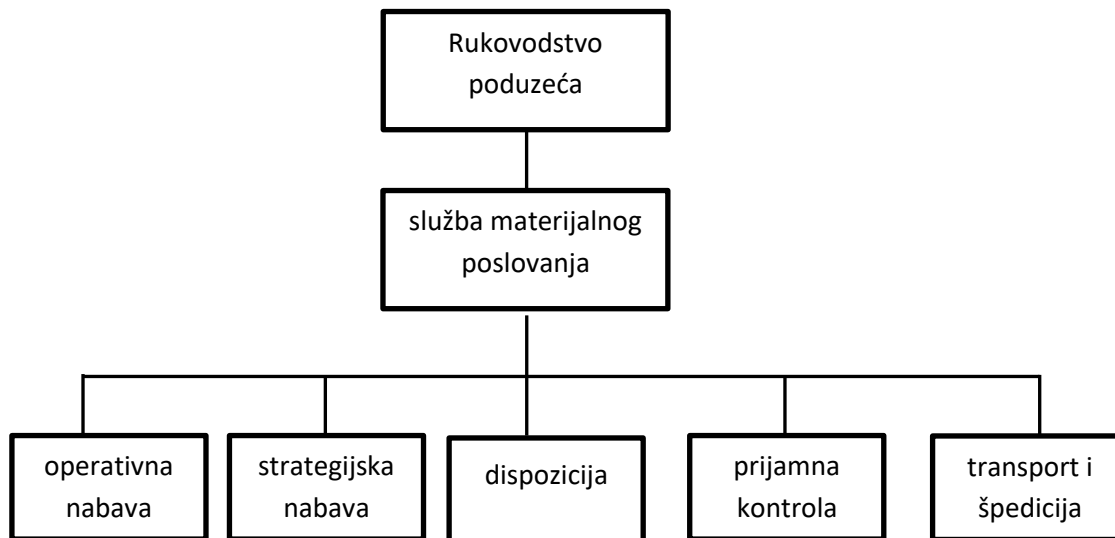 Rukovodstvo
poduzeća
služba materijalnog
poslovanja
operativna
nabava
strategijska
nabava
dispozicija
prijamna
kontrola
transport i
špedicija